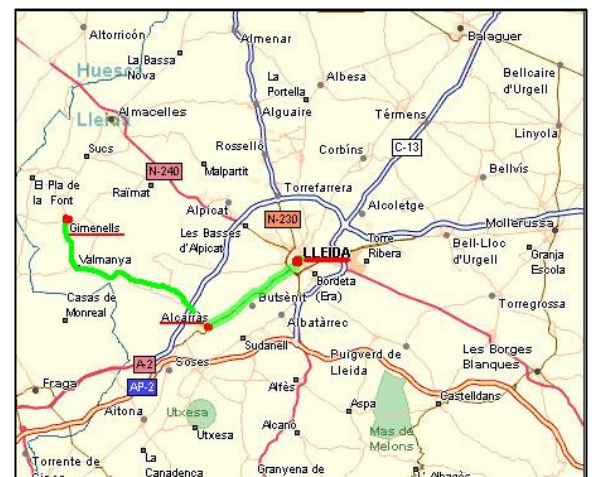 Altorricón
Almenar
Balaguer
La Bassa
Nova
Huesca
La
Portella
Albesa
Bellcaire
d'Urgell
Almacelles
Alguaire
Térmens
Lleida
Linyola
Sucs
Rosselló
Corbíns
C-13
N-240
Malpartit
Bellvís
El Pla de
la Font
Raïmat
Torrefarrera
Alpicat
N-230
Alcoletge
Gimenells
Les Basses
d'Alpicat
Mollerussa
LLEIDA
Torre
Ribera
Bell-Lloc
d'Urgell
Granja
Escola
Valmanya
Bordeta
(Era)
Casas de
Monreal
Butsènit
Torregrossa
Alcarràs
Albatàrrec
Sudanell
Puigverd de
Lleida
Les Borges
Blanques
A-2
Soses
Fraga
AP-2
Alfés
Castelldans
Aitona
Utxesa
Aspa
Utxesa
Alcanó
Mas de
Melons
Torrente de
La
Canadenca
Granyena de